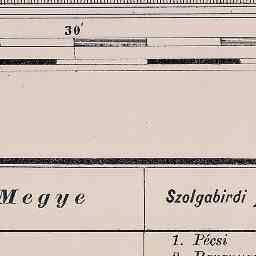 30'
Megye
Szolgabirdi
1. Pécsi